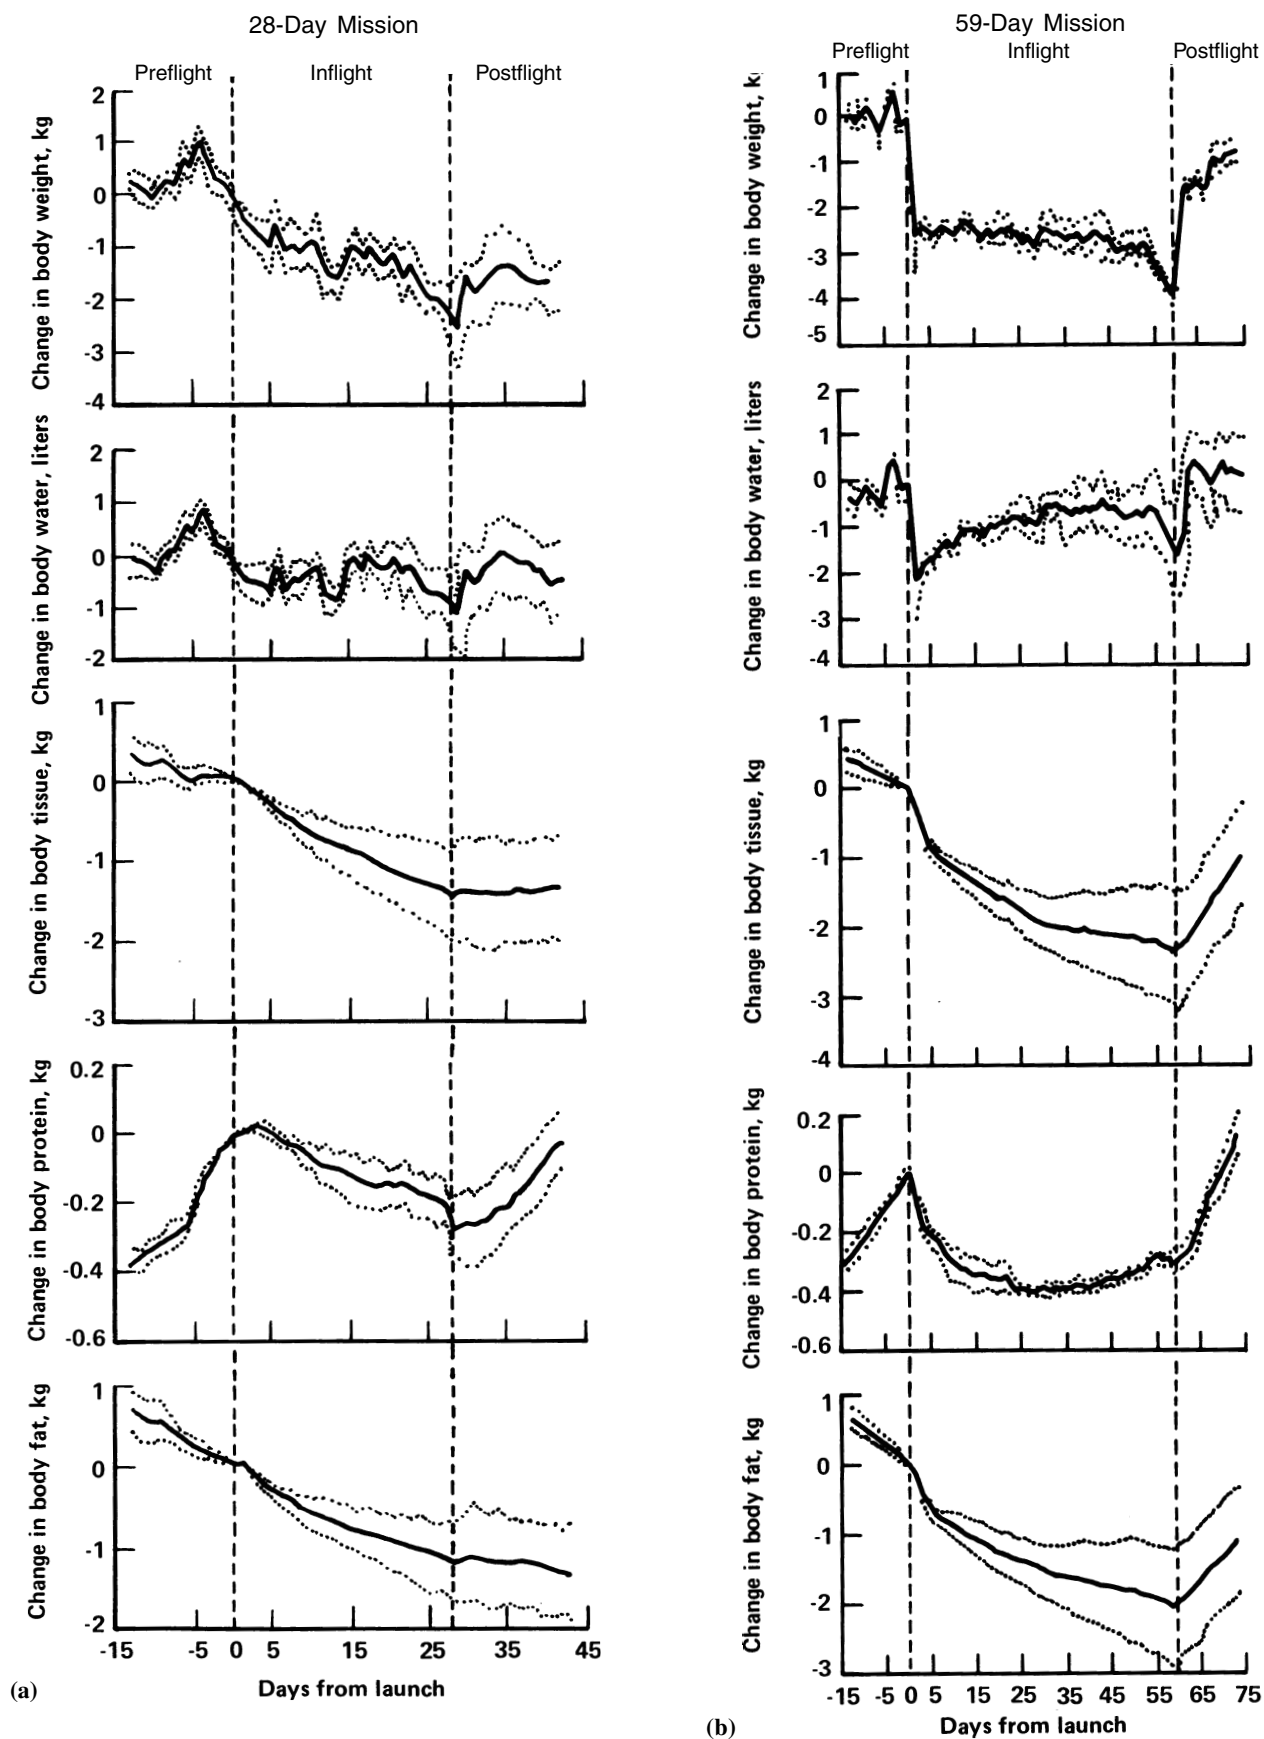 28-Day Mission
Preflight Inflight Postflight
Change in body weight, kg
2
1
0
-1
-2
-3
-4
Change in body water, liters
2
1
0
-1
-2
Change in body tissue, kg
1
0
-1
-2
-3
Change in body protein, kg
0.2
0
-0.2
-0.4
-0.6
Change in body fat, kg
1
0
-1
-2
-15 -5 0 5 15 25 35 45
Days from launch
(a)
59-Day Mission
Preflight Inflight Postflight
Change in body weight, k
1
0
-1
-2
-3
-4
-5
Change in body water, liters
2
1
0
-1
-2
-3
-4
Change in body tissue, kg
1
0
-1
-2
-3
-4
Change in body protein, kg
0.2
0
-0.2
-0.4
-0.6
Change in body fat, kg
1
0
-1
-2
-3
-15 -5 0 5 15 25 35 45 55 65 75
Days from launch
(b)